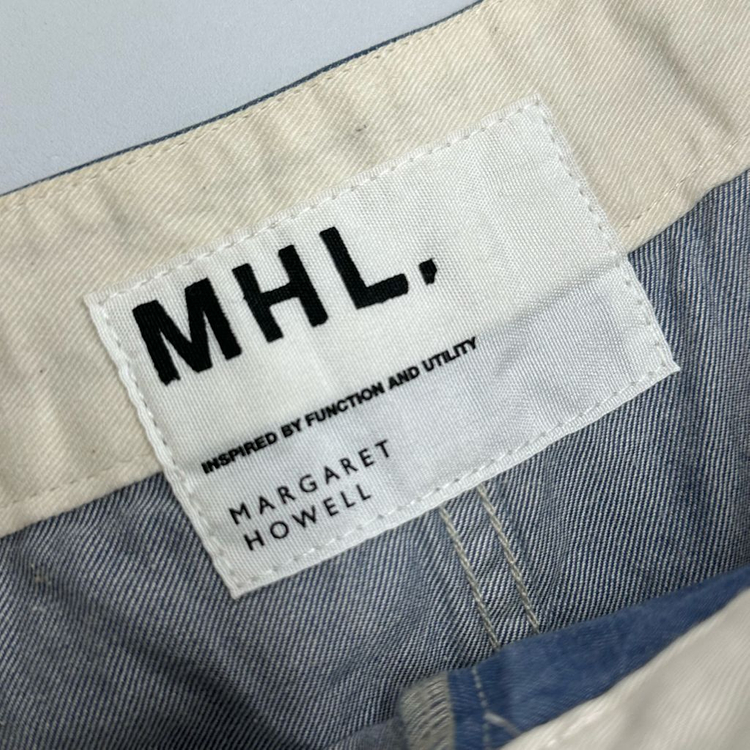 MHL,
INSPIRED BY FUNCTION AND UTILITY
MARGARET
HOWELL